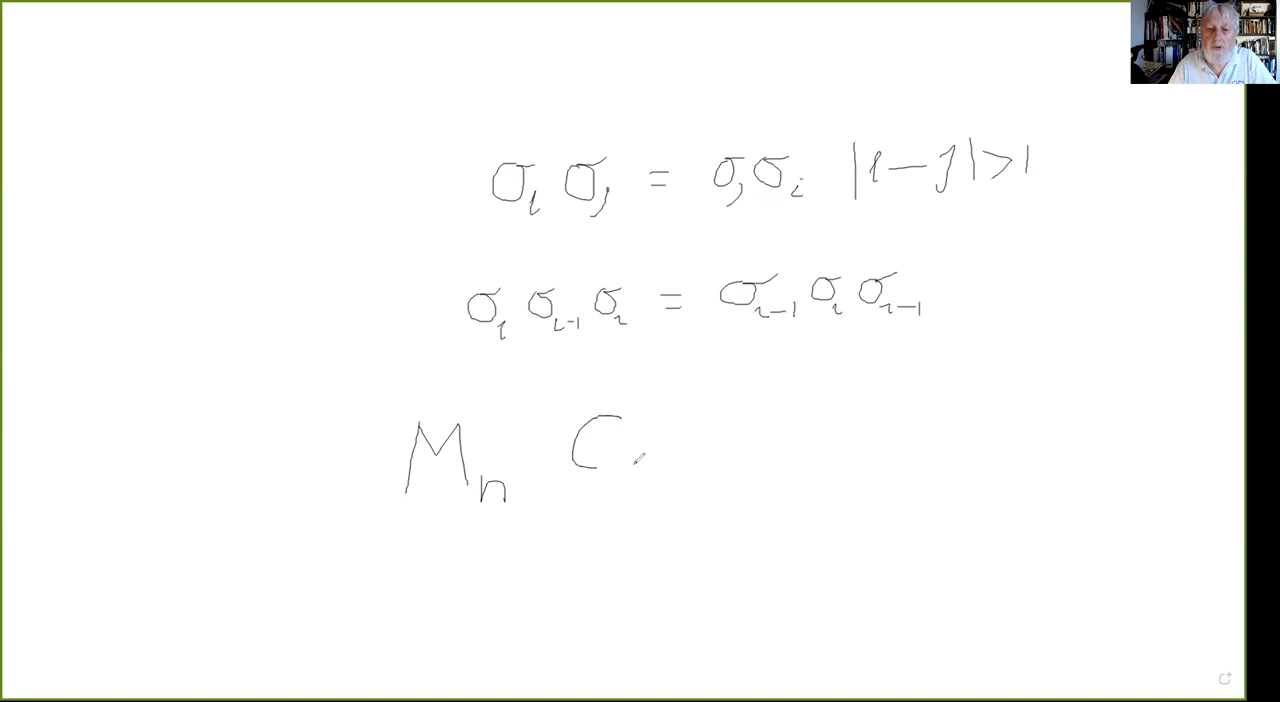 σ_i σ_j = σ_j σ_i |i-j|>1
σ_i σ_{i-1} σ_i = σ_{i-1} σ_i σ_{i-1}
M_n C